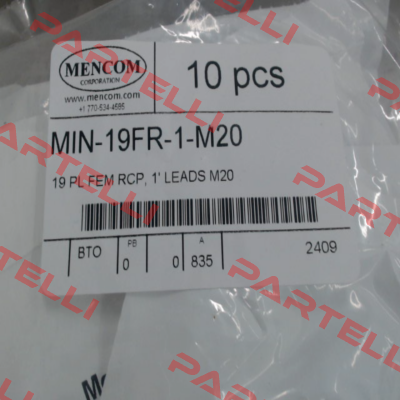 MENCOM
CORPORATION
www.mencom.com
+1 770-534-4585
10 pcs
MIN-19FR-1-M20
19 PL FEM RCP, 1' LEADS M20
BTO
PB
0
0
A
835
2409
PARTELLI
PARTELLI
PARTELLI